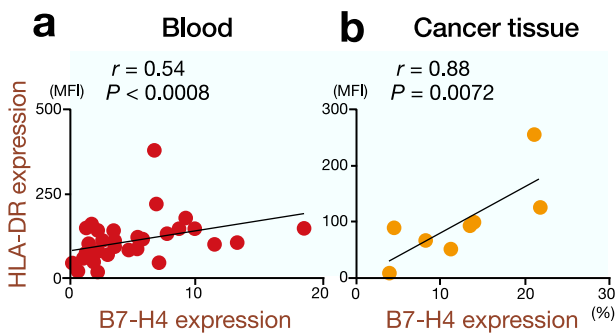 a Blood
r = 0.54
P < 0.0008
(MFI)
500
250
0
0 10 20
HLA-DR expression
B7-H4 expression
b Cancer tissue
r = 0.88
P = 0.0072
(MFI)
300
200
100
0
0 10 20 30
(%)
B7-H4 expression